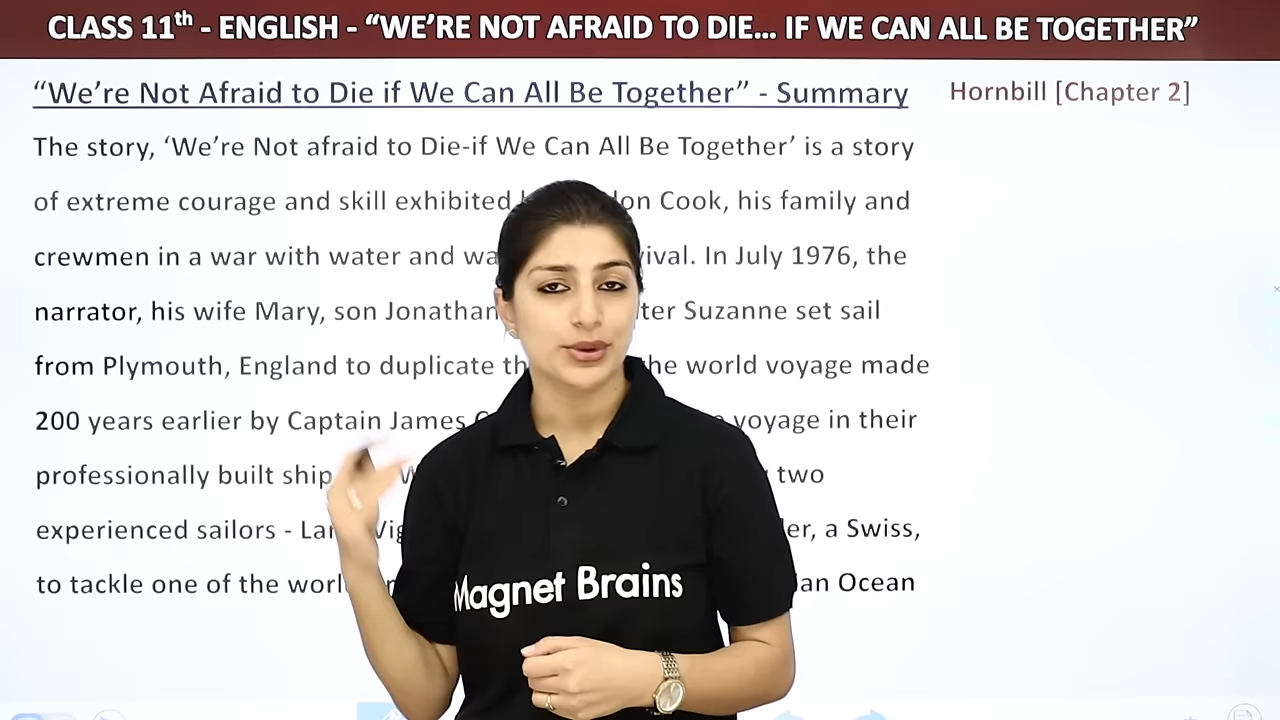 CLASS 11th - ENGLISH - “WE’RE NOT AFRAID TO DIE... IF WE CAN ALL BE TOGETHER”
“We’re Not Afraid to Die if We Can All Be Together” - Summary
Hornbill [Chapter 2]
The story, ‘We’re Not afraid to Die-if We Can All Be Together’ is a story
of extreme courage and skill exhibited Cook, his family and
crewmen in a war with water and In July 1976, the
narrator, his wife Mary, son Jonathan Suzanne set sail
from Plymouth, England to duplicate the world voyage made
200 years earlier by Captain James voyage in their
professionally built ship two
experienced sailors - a Swiss,
to tackle one of the Ocean
Magnet Brains